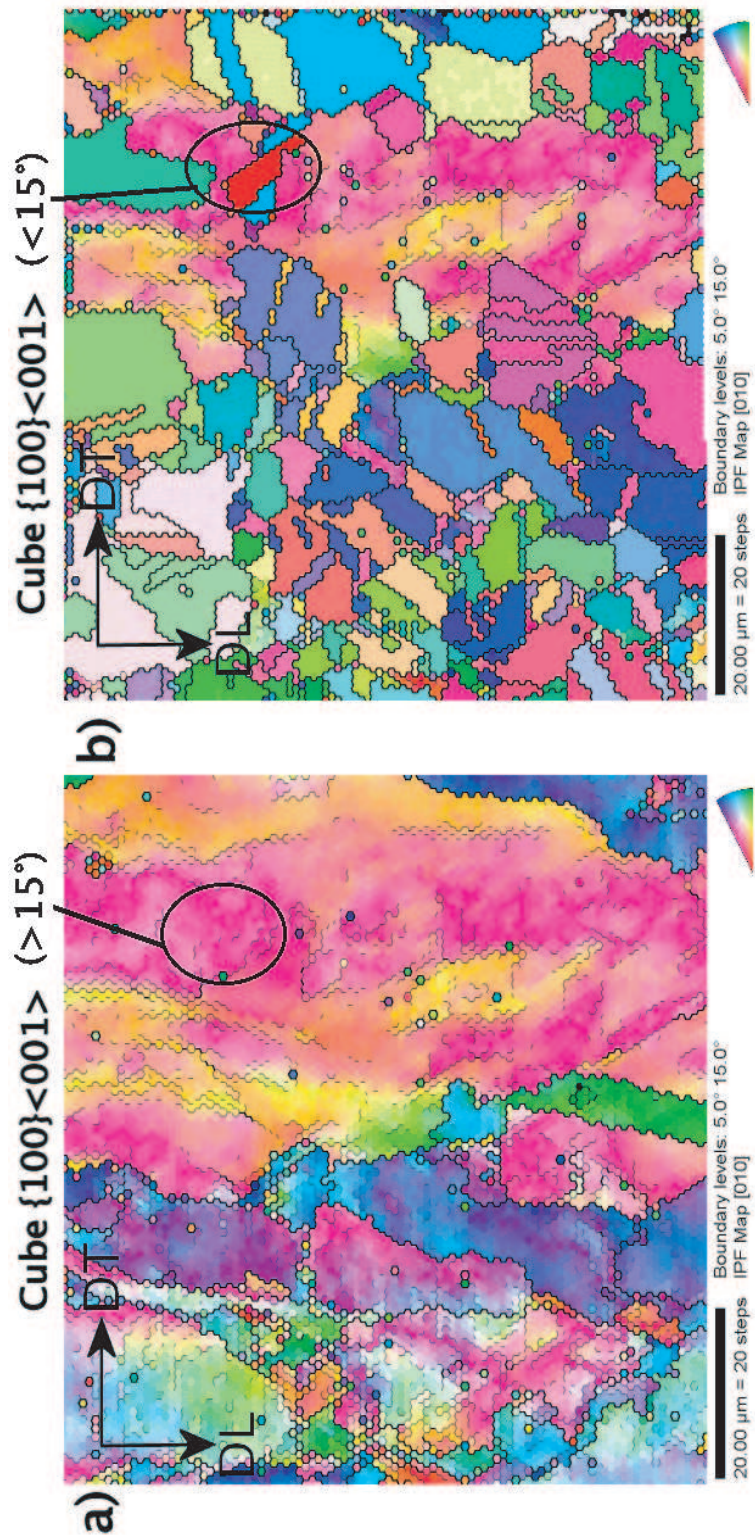 a)
Cube {100}<001> (>15°)
DT
DL
20.00 µm = 20 steps
Boundary levels: 5.0° 15.0°
IPF Map [010]
b)
Cube {100}<001> (<15°)
DT
DL
20.00 µm = 20 steps
Boundary levels: 5.0° 15.0°
IPF Map [010]